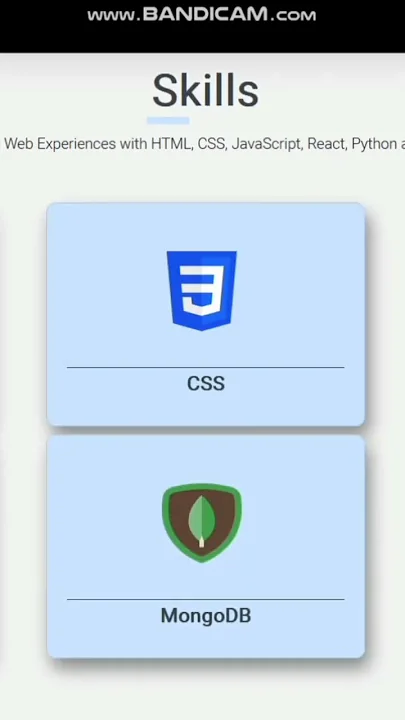 www.BANDICAM.com
Skills
Web Experiences with HTML, CSS, JavaScript, React, Python a
CSS
MongoDB